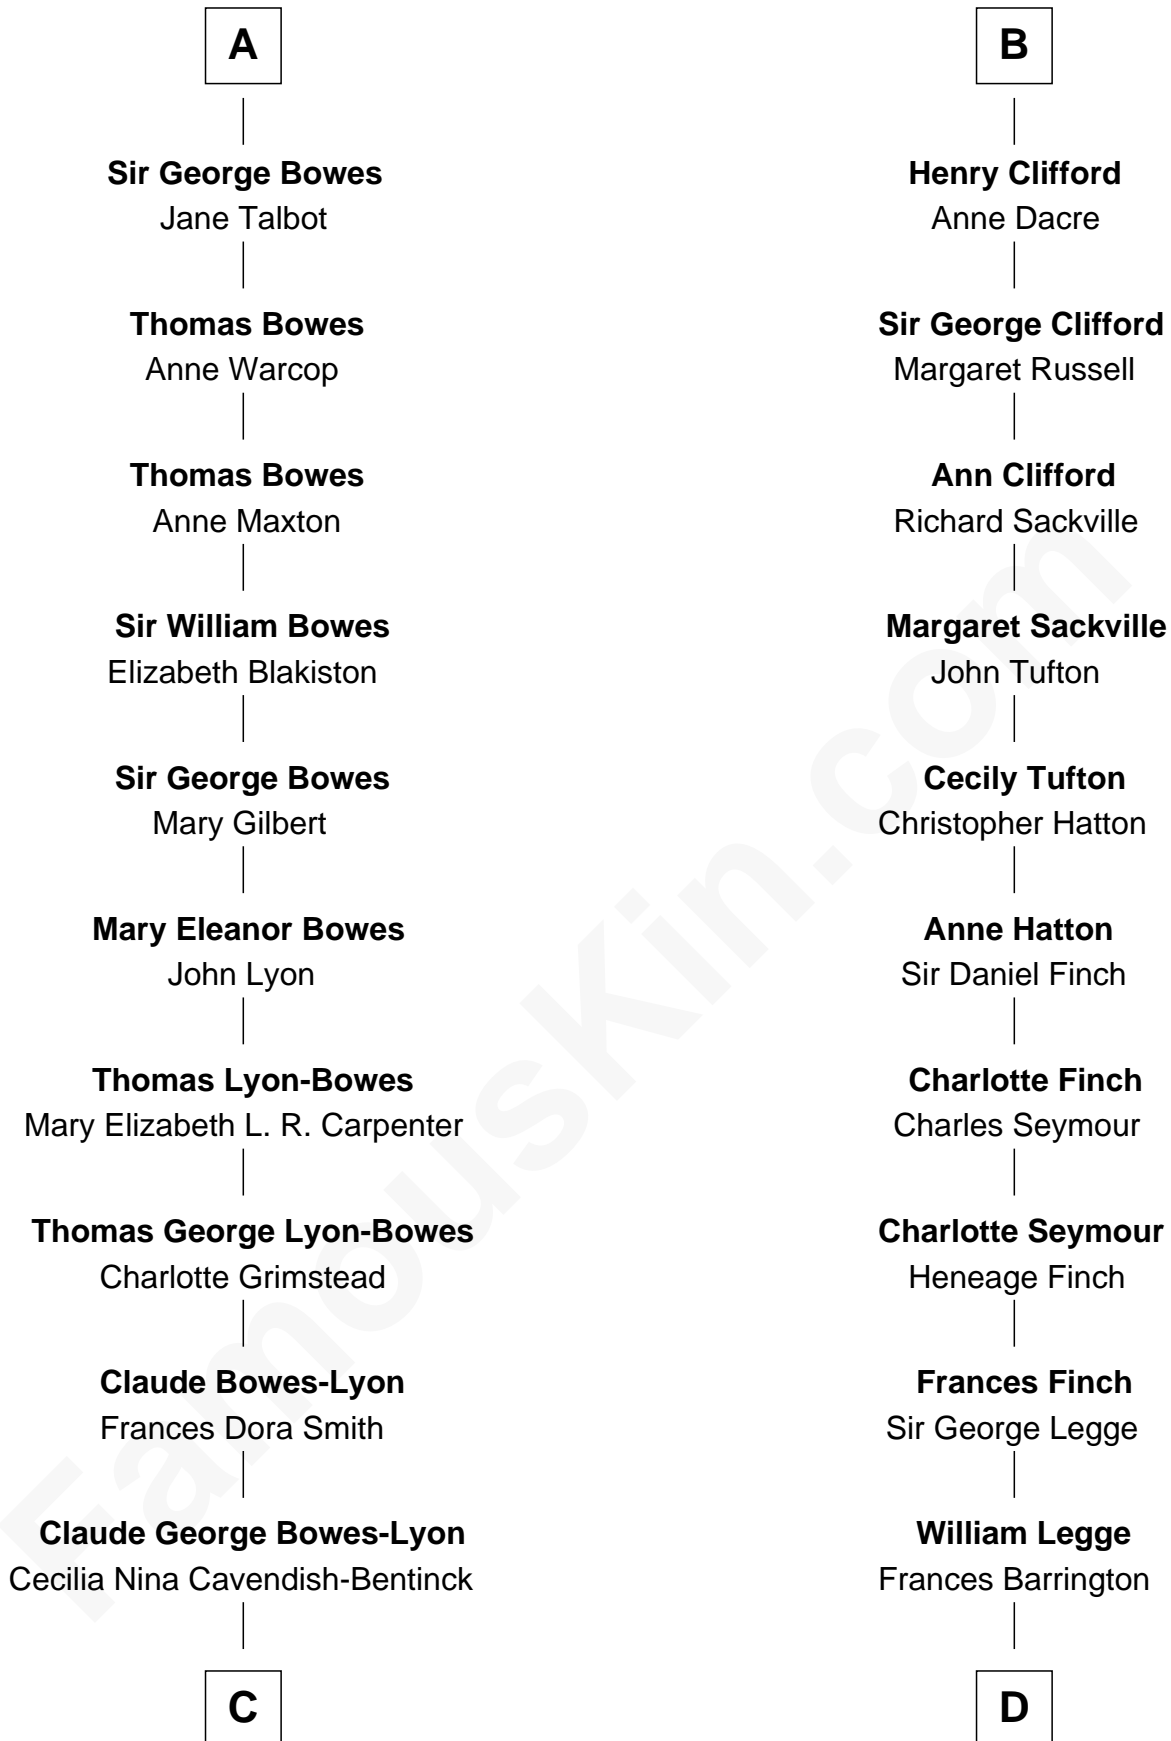 A
Sir George Bowes
Jane Talbot
Thomas Bowes
Anne Warcop
Thomas Bowes
Anne Maxton
Sir William Bowes
Elizabeth Blakiston
Sir George Bowes
Mary Gilbert
Mary Eleanor Bowes
John Lyon
Thomas Lyon-Bowes
Mary Elizabeth L. R. Carpenter
Thomas George Lyon-Bowes
Charlotte Grimstead
Claude Bowes-Lyon
Frances Dora Smith
Claude George Bowes-Lyon
Cecilia Nina Cavendish-Bentinck
C
B
Henry Clifford
Anne Dacre
Sir George Clifford
Margaret Russell
Ann Clifford
Richard Sackville
Margaret Sackville
John Tufton
Cecily Tufton
Christopher Hatton
Anne Hatton
Sir Daniel Finch
Charlotte Finch
Charles Seymour
Charlotte Seymour
Heneage Finch
Frances Finch
Sir George Legge
William Legge
Frances Barrington
D
FamousKin.com